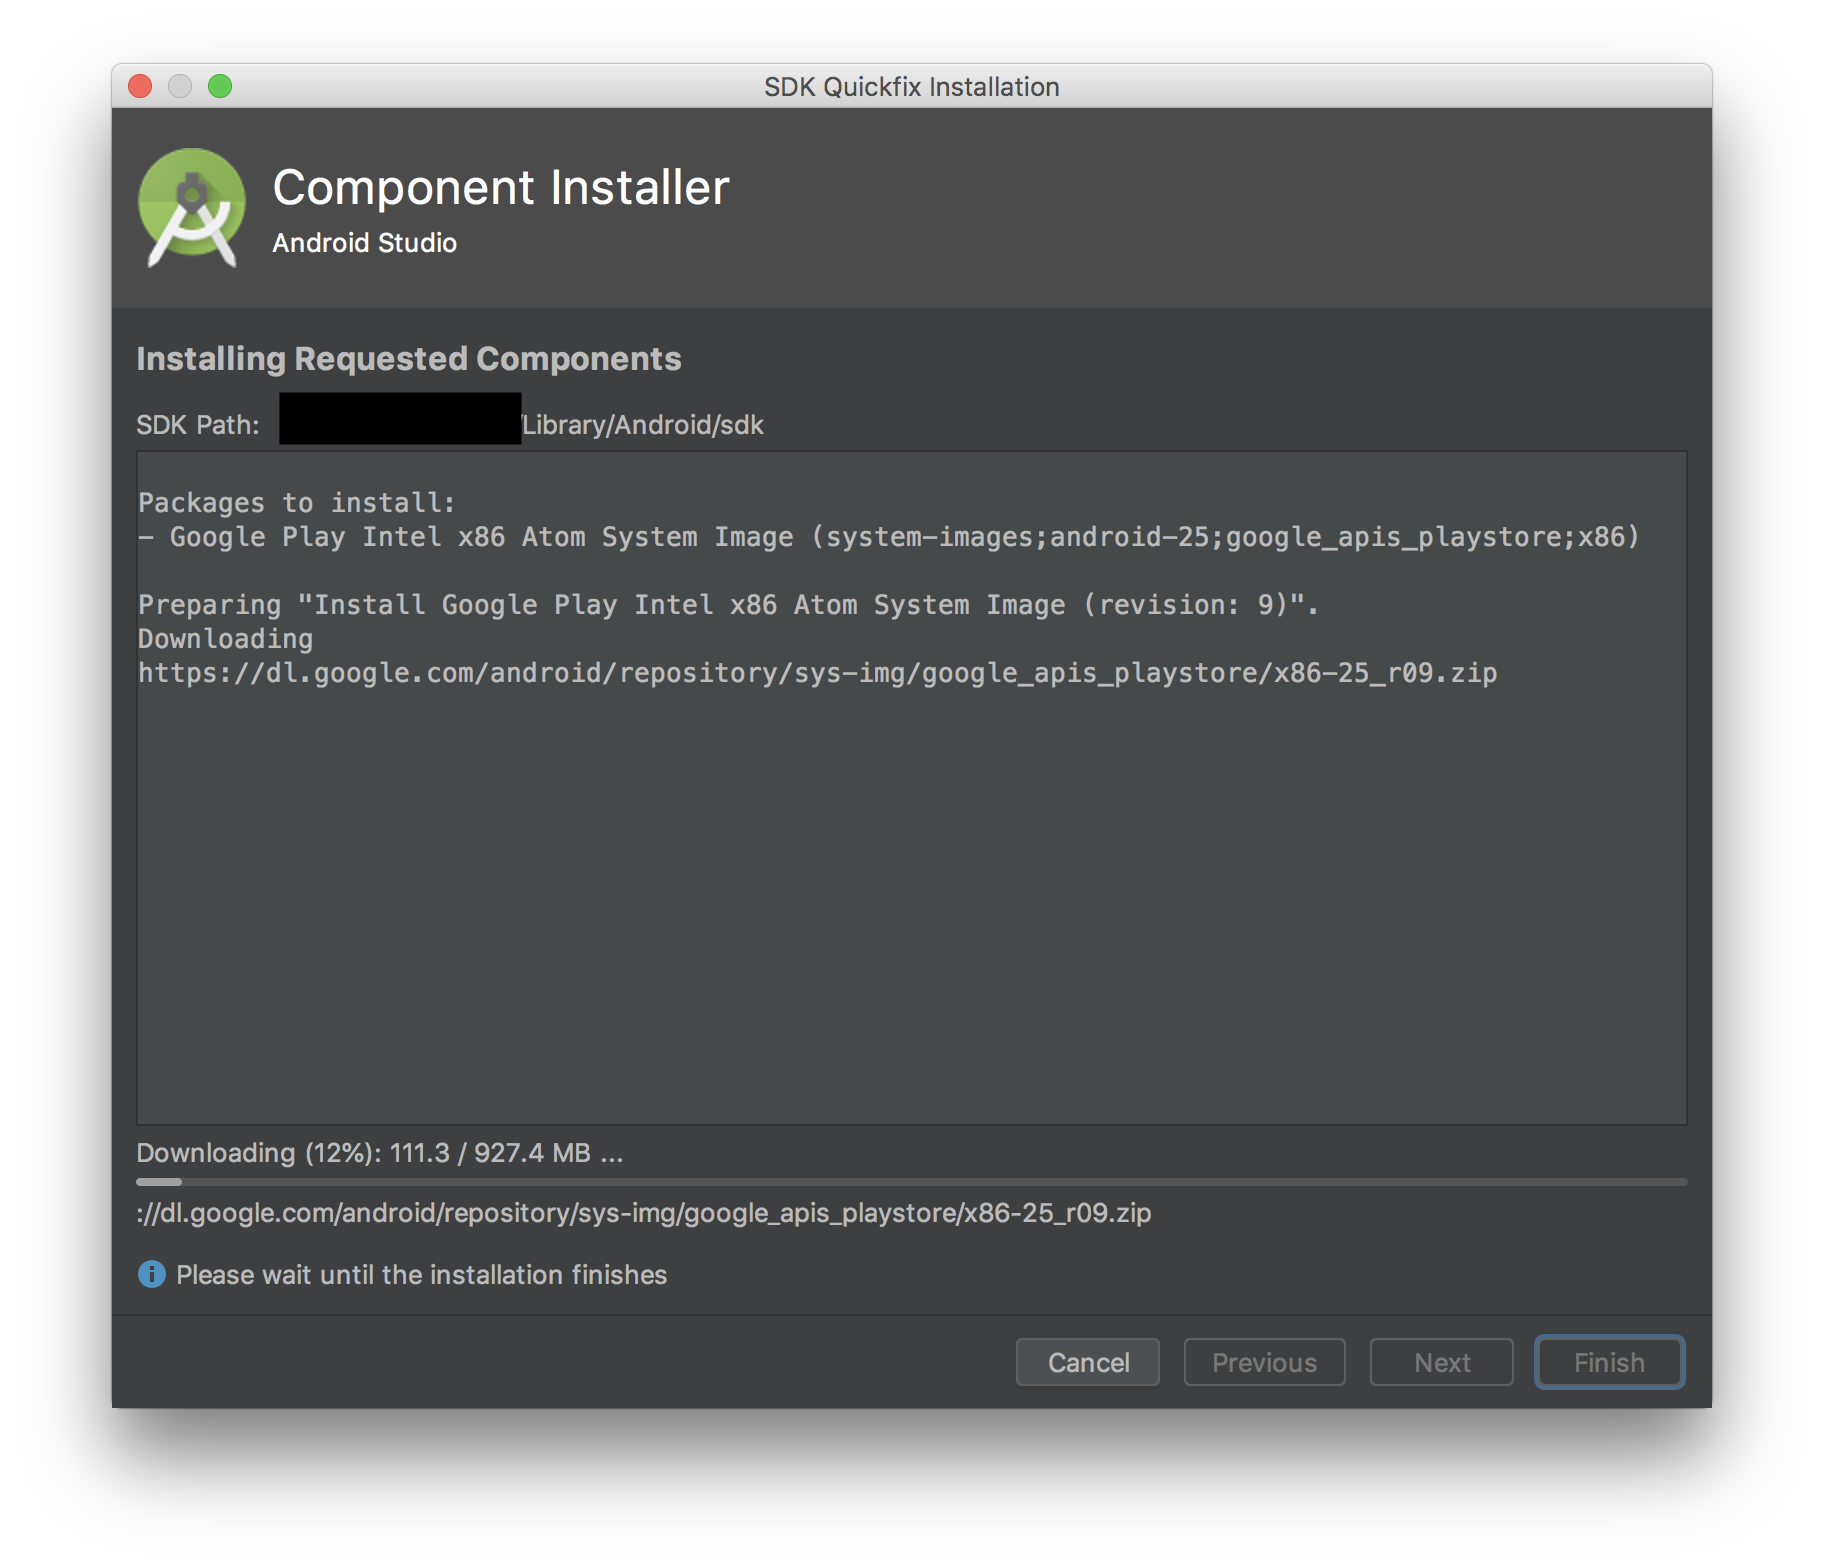 SDK Quickfix Installation
Component Installer
Android Studio
Installing Requested Components
SDK Path: /Library/Android/sdk
Packages to install:
- Google Play Intel x86 Atom System Image (system-images;android-25;google_apis_playstore;x86)
Preparing "Install Google Play Intel x86 Atom System Image (revision: 9)".
Downloading
https://dl.google.com/android/repository/sys-img/google_apis_playstore/x86-25_r09.zip
Downloading (12%): 111.3 / 927.4 MB ...
://dl.google.com/android/repository/sys-img/google_apis_playstore/x86-25_r09.zip
Please wait until the installation finishes
Cancel Previous Next Finish